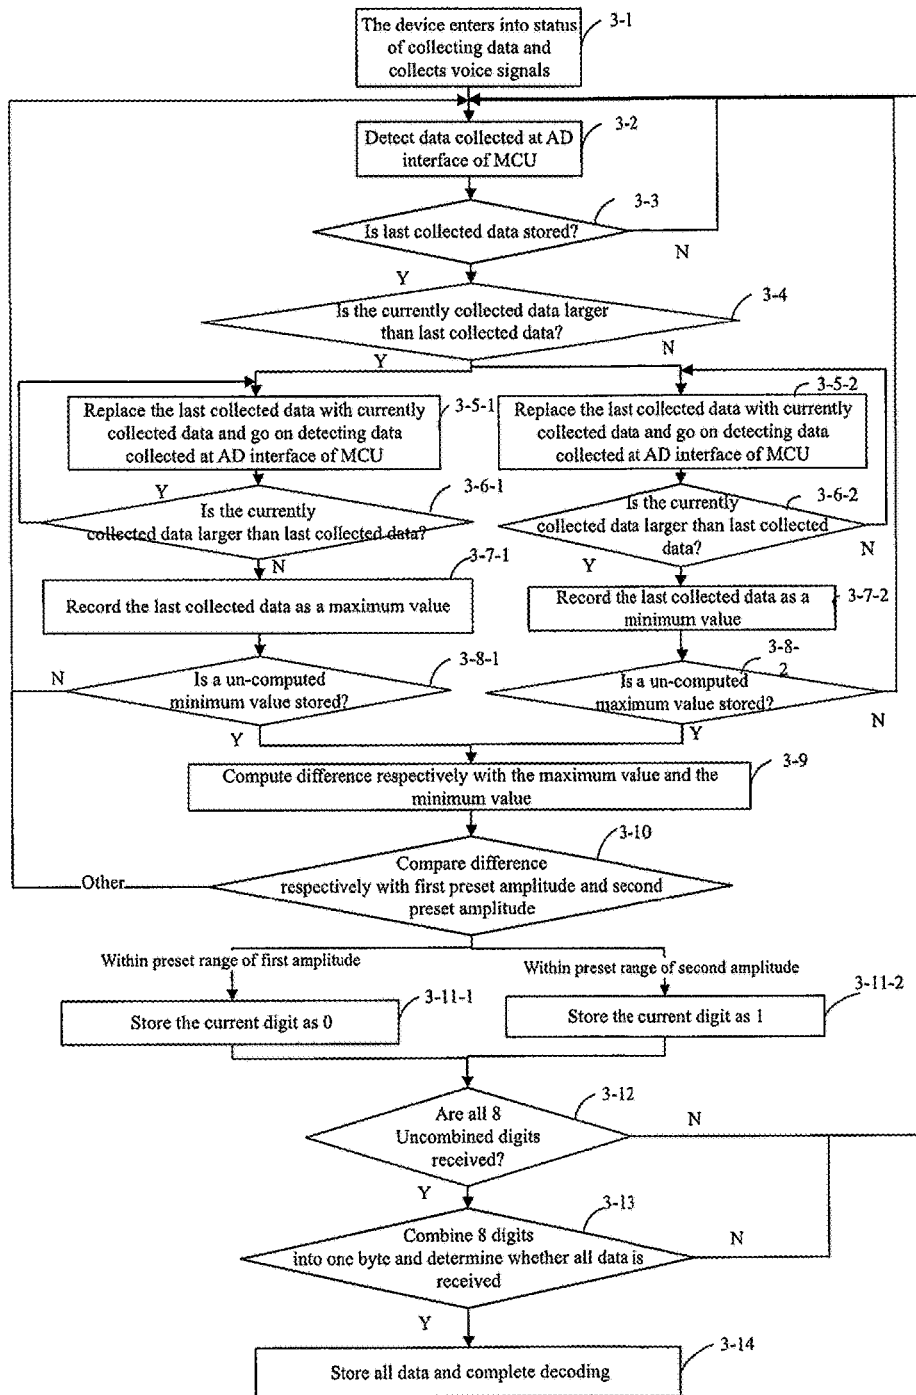 The device enters into status
of collecting data and
collects voice signals
3-1
Detect data collected at AD
interface of MCU
3-2
Is last collected data stored?
3-3
N
Y
Is the currently collected data larger
than last collected data?
3-4
Y
N
Replace the last collected data with currently
collected data and go on detecting data
collected at AD interface of MCU
3-5-1
Replace the last collected data with currently
collected data and go on detecting data
collected at AD interface of MCU
3-5-2
Y
Is the currently
collected data larger than last collected data?
3-6-1
N
Is the currently
collected data larger than last collected
data?
3-6-2
N
Y
Record the last collected data as a maximum value
3-7-1
Record the last collected data as a
minimum value
3-7-2
N
Is a un-computed
minimum value stored?
3-8-1
Y
Is a un-computed
maximum value stored?
3-8-
2
N
Y
Compute difference respectively with the maximum value and the
minimum value
3-9
Compare difference
respectively with first preset amplitude and second
preset amplitude
3-10
Other
Within preset range of first amplitude
Within preset range of second amplitude
Store the current digit as 0
3-11-1
Store the current digit as 1
3-11-2
Are all 8
Uncombined digits
received?
3-12
N
Y
Combine 8 digits
into one byte and determine whether all data is
received
3-13
N
Y
Store all data and complete decoding
3-14